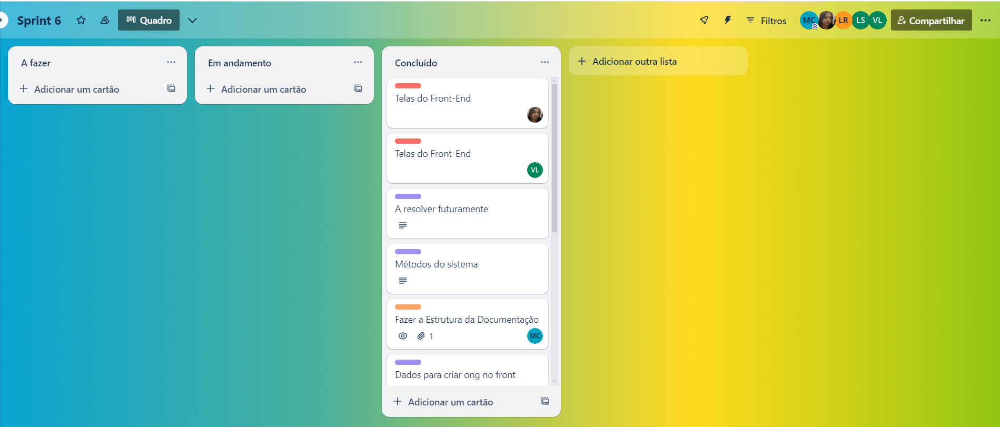 Sprint 6
Quadro
Filtros
MC
LR
LS
VL
Compartilhar
A fazer
Adicionar um cartão
Em andamento
Adicionar um cartão
Concluído
Telas do Front-End
Telas do Front-End
VL
A resolver futuramente
Métodos do sistema
Fazer a Estrutura da Documentação
1
MC
Dados para criar ong no front
Adicionar um cartão
Adicionar outra lista